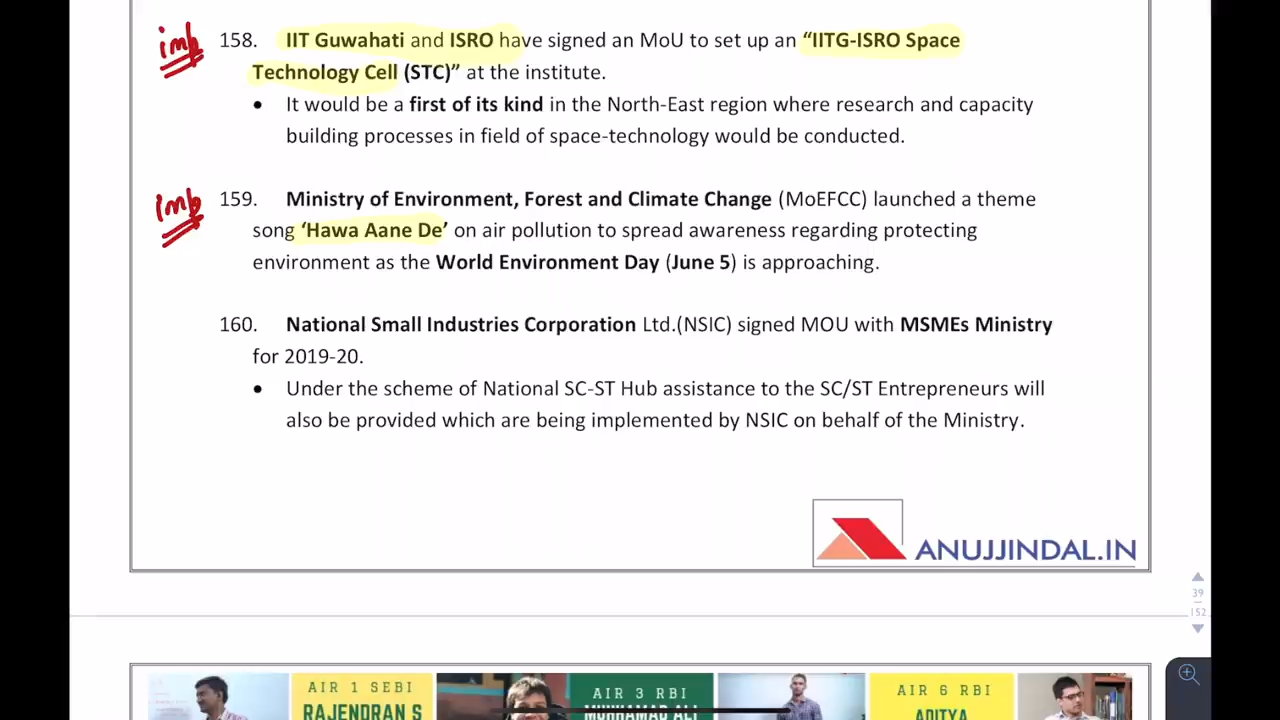 imp
158. IIT Guwahati and ISRO have signed an MoU to set up an “IITG-ISRO Space
Technology Cell (STC)” at the institute.
• It would be a first of its kind in the North-East region where research and capacity
building processes in field of space-technology would be conducted.
imp
159. Ministry of Environment, Forest and Climate Change (MoEFCC) launched a theme
song ‘Hawa Aane De’ on air pollution to spread awareness regarding protecting
environment as the World Environment Day (June 5) is approaching.
160. National Small Industries Corporation Ltd.(NSIC) signed MOU with MSMEs Ministry
for 2019-20.
• Under the scheme of National SC-ST Hub assistance to the SC/ST Entrepreneurs will
also be provided which are being implemented by NSIC on behalf of the Ministry.
ANUJJINDAL.IN
39
152
AIR 1 SEBI
RAJENDRAN S
AIR 3 RBI
MUHAMAD ALI
AIR 6 RBI
ADITYA